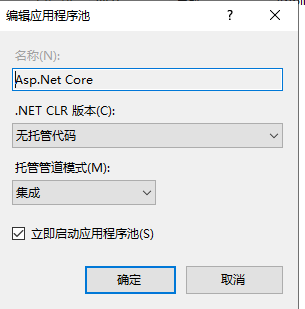 编辑应用程序池
?
名称(N):
Asp.Net Core
.NET CLR 版本(C):
无托管代码
托管管道模式(M):
集成
立即启动应用程序池(S)
确定
取消